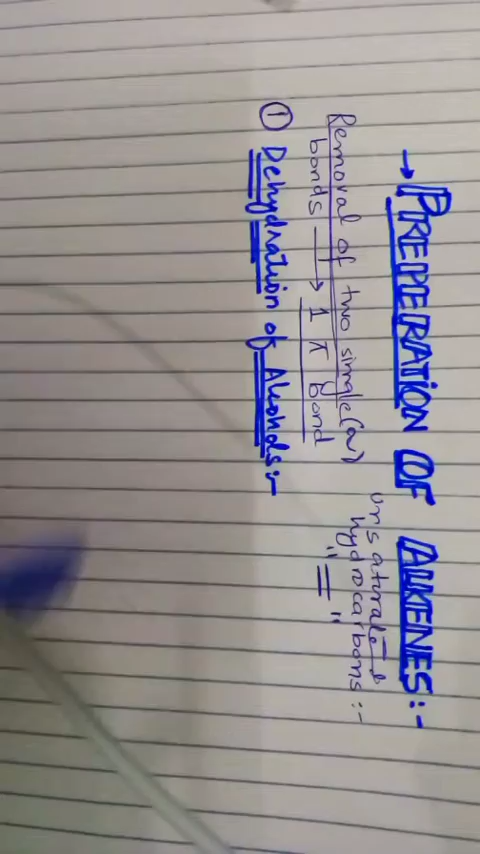 → PREPERATION OF ALKENES:-
unsaturated
hydrocarbons:-
"="
Removal of two single(σ)
bonds → 1 π bond
① Dehydration of Alcohols:-